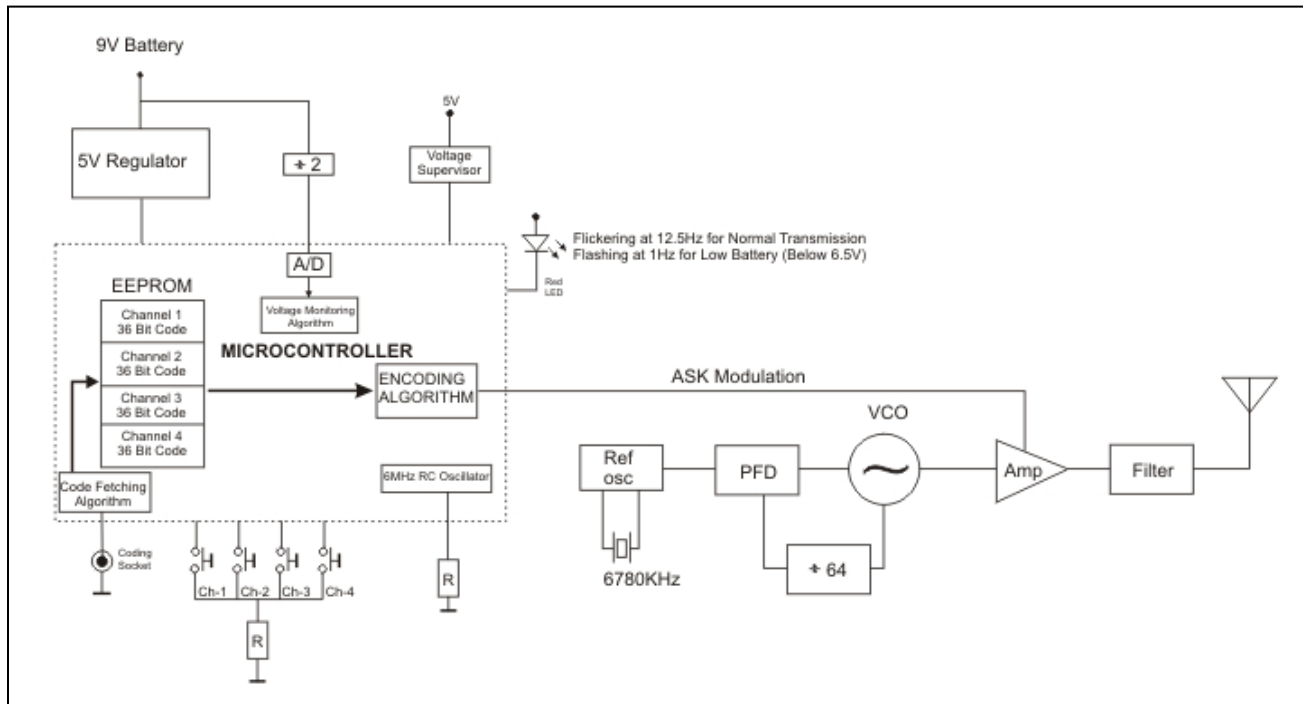 9V Battery
5V Regulator
÷ 2
5V
Voltage
Supervisor
Flickering at 12.5Hz for Normal Transmission
Flashing at 1Hz for Low Battery (Below 6.5V)
Red
LED
A/D
Voltage Monitoring
Algorithm
EEPROM
Channel 1
36 Bit Code
Channel 2
36 Bit Code
Channel 3
36 Bit Code
Channel 4
36 Bit Code
MICROCONTROLLER
ENCODING
ALGORITHM
ASK Modulation
VCO
Ref
osc
PFD
Amp
Filter
6780KHz
÷ 64
Code Fetching
Algorithm
6MHz RC Oscillator
Coding
Socket
Ch-1
Ch-2
Ch-3
Ch-4
R
R